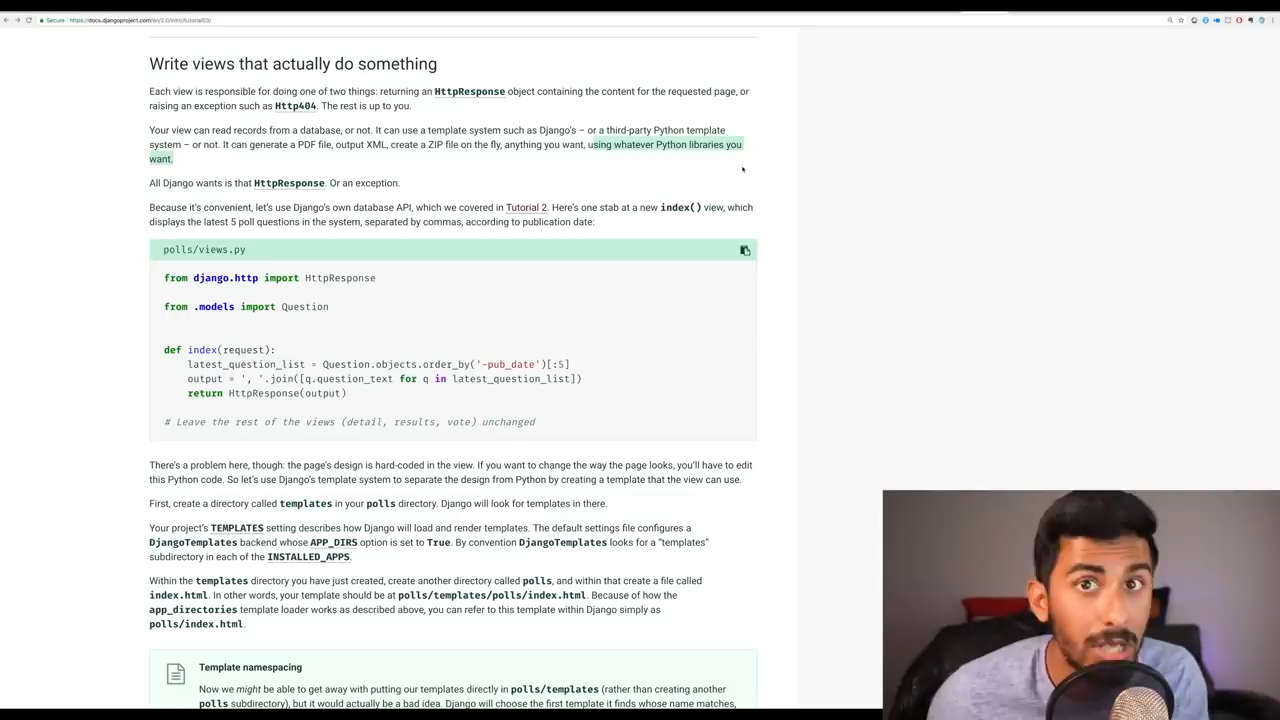 Secure https://docs.djangoproject.com/en/2.0/intro/tutorial03/
Write views that actually do something
Each view is responsible for doing one of two things: returning an HttpResponse object containing the content for the requested page, or
raising an exception such as Http404. The rest is up to you.
Your view can read records from a database, or not. It can use a template system such as Django's – or a third-party Python template
system – or not. It can generate a PDF file, output XML, create a ZIP file on the fly, anything you want, using whatever Python libraries you
want.
All Django wants is that HttpResponse. Or an exception.
Because it's convenient, let's use Django's own database API, which we covered in Tutorial 2. Here's one stab at a new index() view, which
displays the latest 5 poll questions in the system, separated by commas, according to publication date:
polls/views.py
from django.http import HttpResponse
from .models import Question
def index(request):
latest_question_list = Question.objects.order_by('-pub_date')[:5]
output = ', '.join([q.question_text for q in latest_question_list])
return HttpResponse(output)
# Leave the rest of the views (detail, results, vote) unchanged
There's a problem here, though: the page's design is hard-coded in the view. If you want to change the way the page looks, you'll have to edit
this Python code. So let's use Django's template system to separate the design from Python by creating a template that the view can use.
First, create a directory called templates in your polls directory. Django will look for templates in there.
Your project's TEMPLATES setting describes how Django will load and render templates. The default settings file configures a
DjangoTemplates backend whose APP_DIRS option is set to True. By convention DjangoTemplates looks for a "templates"
subdirectory in each of the INSTALLED_APPS.
Within the templates directory you have just created, create another directory called polls, and within that create a file called
index.html. In other words, your template should be at polls/templates/polls/index.html. Because of how the
app_directories template loader works as described above, you can refer to this template within Django simply as
polls/index.html.
Template namespacing
Now we might be able to get away with putting our templates directly in polls/templates (rather than creating another
polls subdirectory), but it would actually be a bad idea. Django will choose the first template it finds whose name matches,